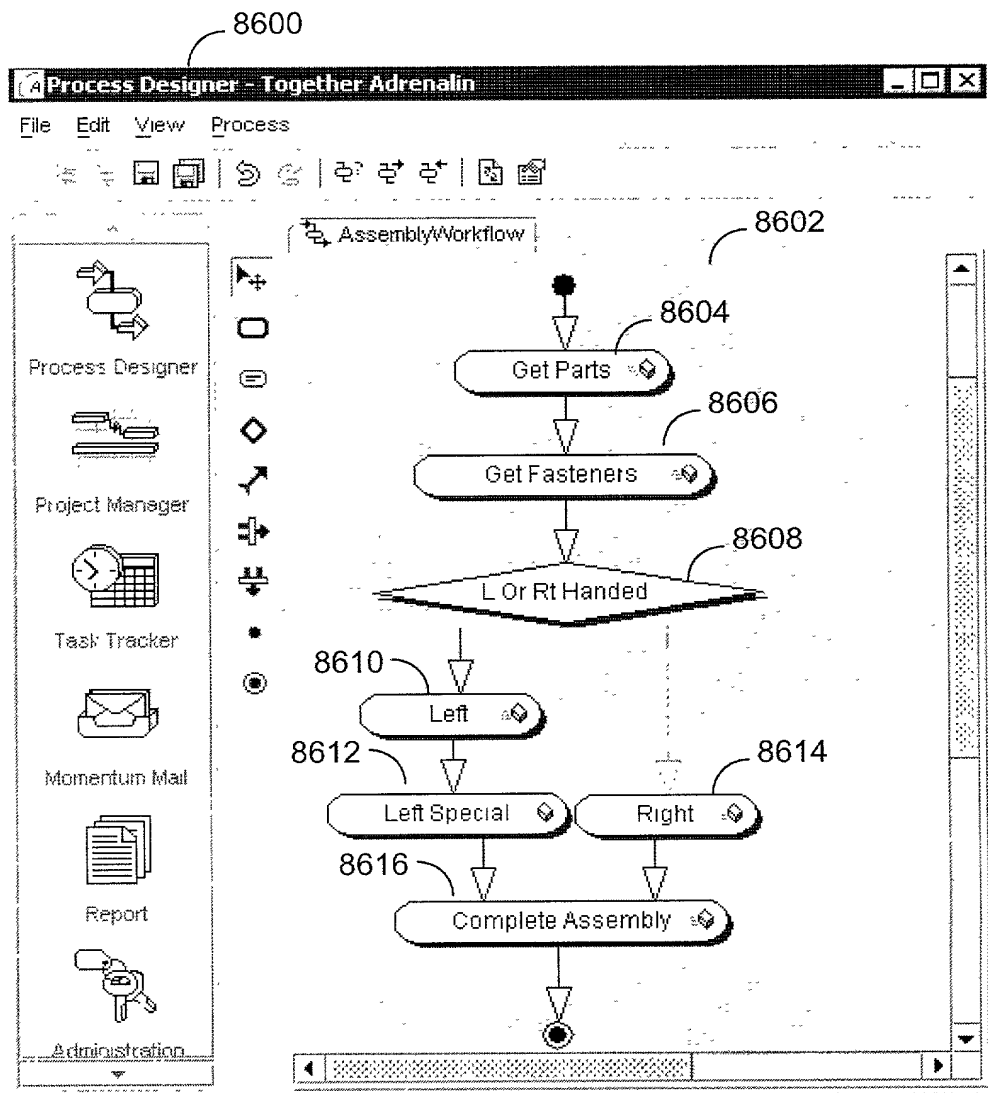 8600
Process Designer - Together Adrenalin
File Edit View Process
AssemblyWorkflow
8602
Process Designer
Project Manager
Task Tracker
Momentum Mail
Report
Administration
8604
Get Parts
8606
Get Fasteners
8608
L Or Rt Handed
8610
Left
8612
Left Special
8614
Right
8616
Complete Assembly